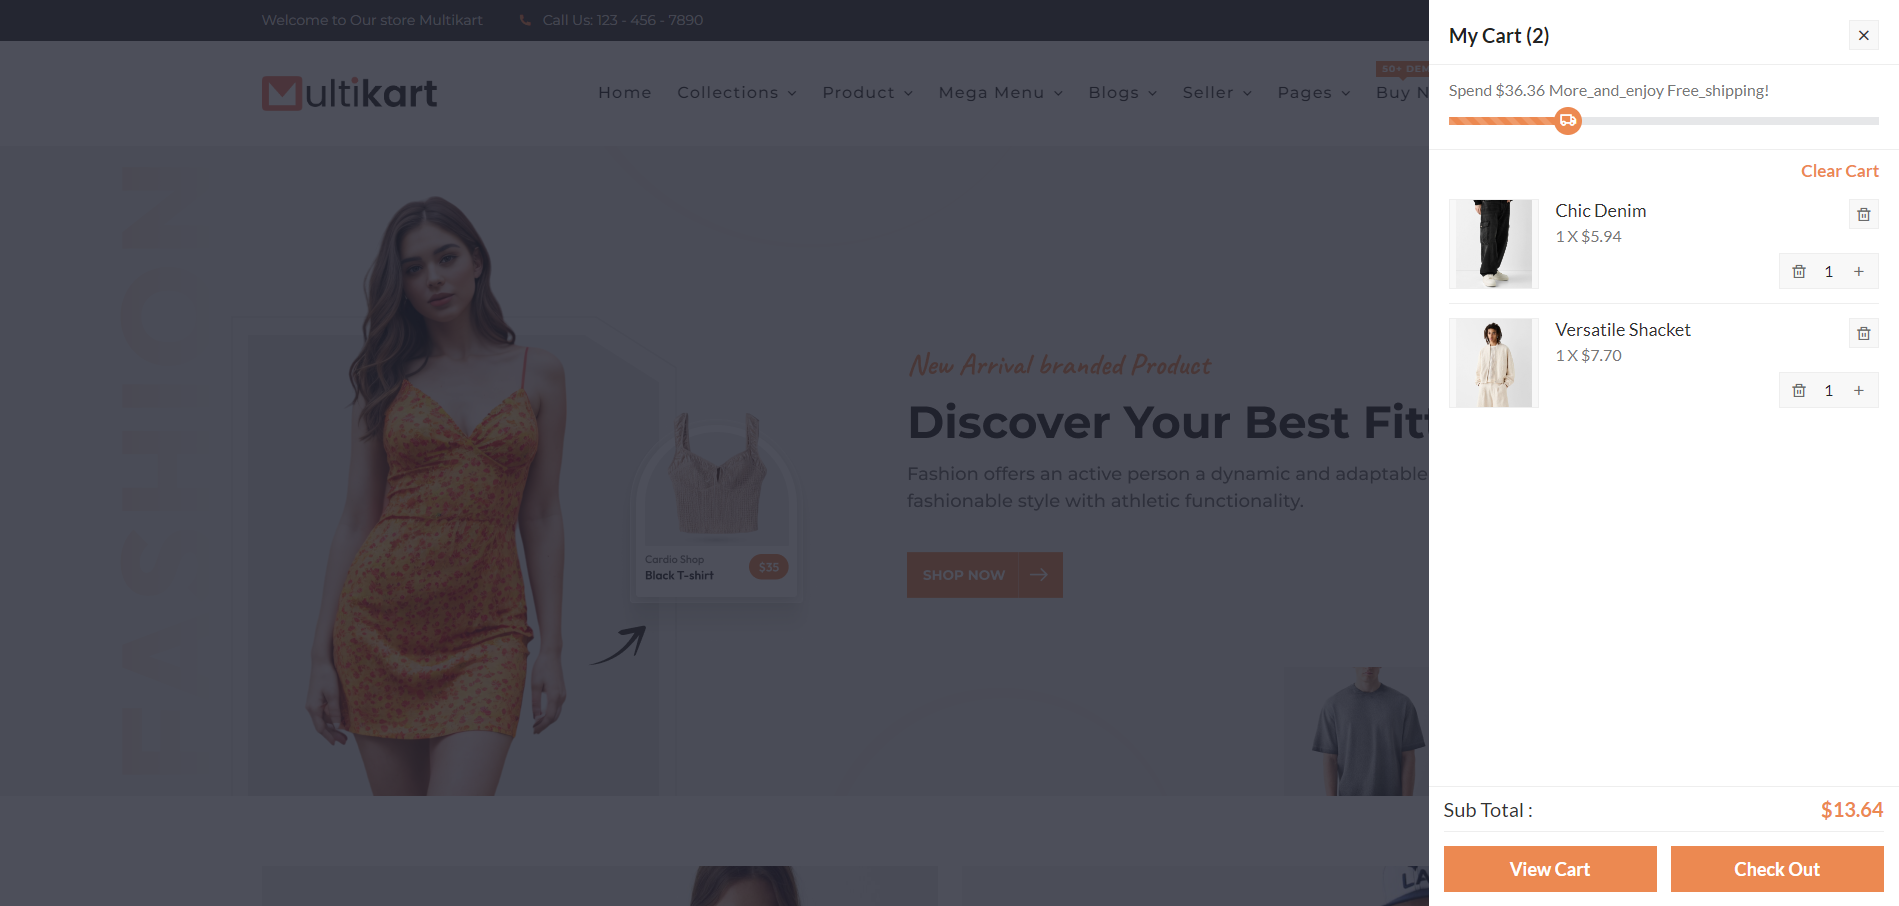 Welcome to Our store Multikart
Call Us: 123 - 456 - 7890
Multikart
Home
Collections
Product
Mega Menu
Blogs
Seller
Pages
50+ DEM
Buy N
FASHION
New Arrival branded Product
Discover Your Best Fit
Fashion offers an active person a dynamic and adaptable
fashionable style with athletic functionality.
SHOP NOW
Cardio Shop
Black T-shirt
$35
LA
My Cart (2)
Spend $36.36 More_and_enjoy Free_shipping!
Clear Cart
Chic Denim
1 X $5.94
1
Versatile Shacket
1 X $7.70
1
Sub Total :
$13.64
View Cart
Check Out